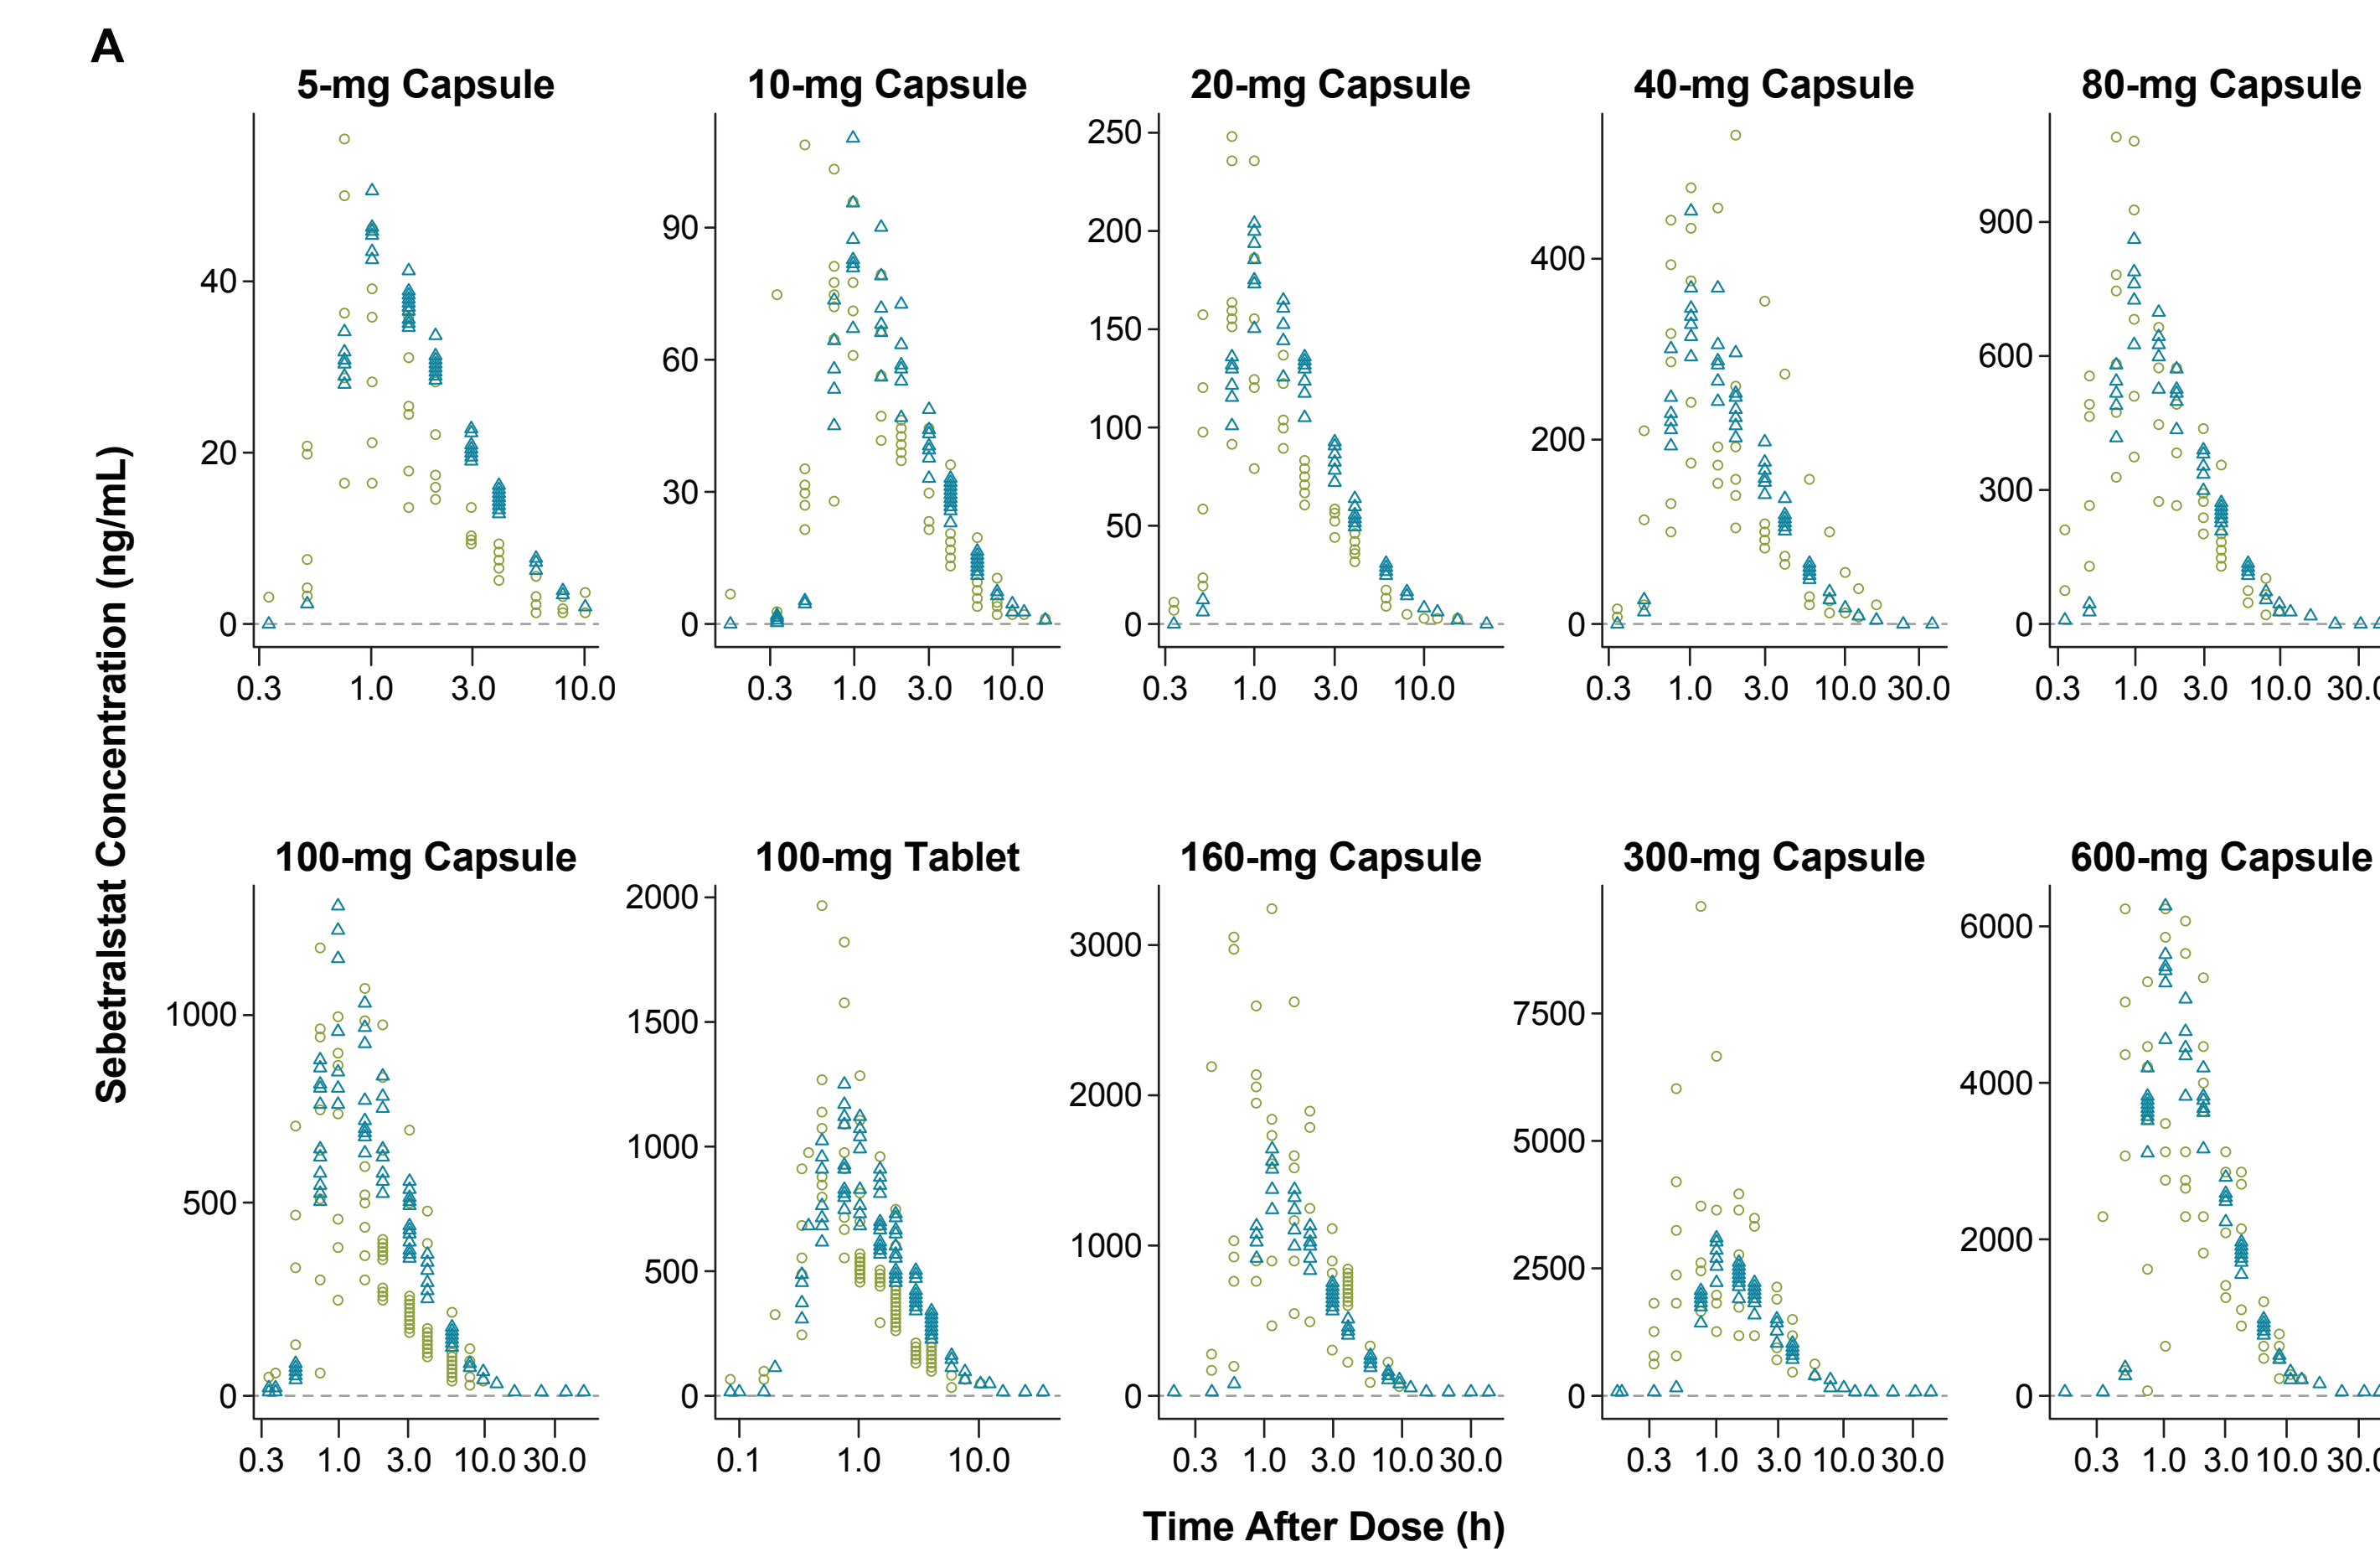 A
5-mg Capsule 10-mg Capsule 20-mg Capsule 40-mg Capsule 80-mg Capsule
Sebetralstat Concentration (ng/mL)
40
20
0
0.3 1.0 3.0 10.0
90
60
30
0
0.3 1.0 3.0 10.0
250
200
150
100
50
0
0.3 1.0 3.0 10.0
400
200
0
0.3 1.0 3.0 10.0 30.0
900
600
300
0
0.3 1.0 3.0 10.0 30.0
100-mg Capsule 100-mg Tablet 160-mg Capsule 300-mg Capsule 600-mg Capsule
1000
500
0
0.3 1.0 3.0 10.0 30.0
2000
1500
1000
500
0
0.1 1.0 10.0
3000
2000
1000
0
0.3 1.0 3.0 10.0 30.0
7500
5000
2500
0
0.3 1.0 3.0 10.0 30.0
6000
4000
2000
0
0.3 1.0 3.0 10.0 30.0
Time After Dose (h)